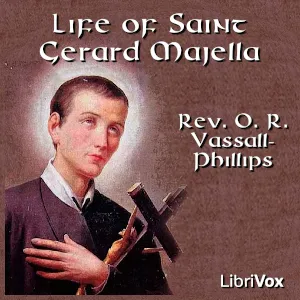 Life of Saint
Gerard Majella
Rev. O. R.
Vassall-
Phillips
LibriVox